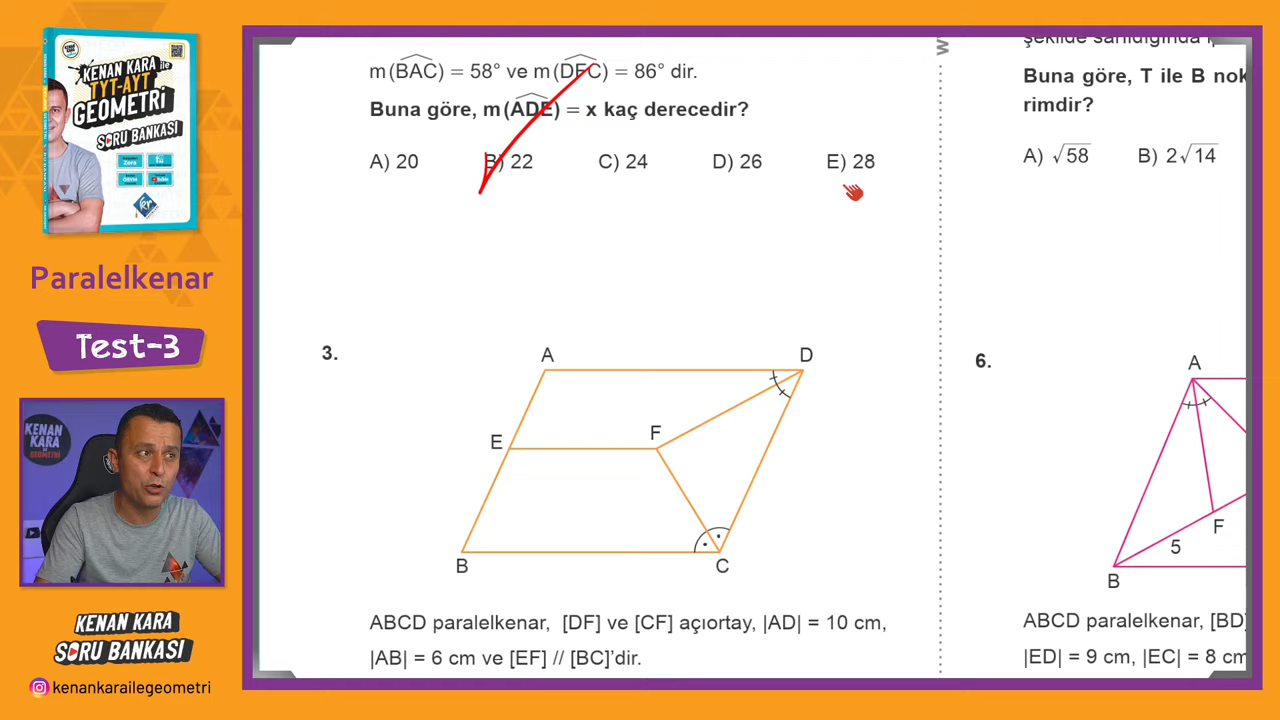 KENAN KARA ile
TYT-AYT
GEOMETRİ
SORU BANKASI
Paralelkenar
Test-3
KENAN
KARA
GEOMETRİ
KENAN KARA
SORU BANKASI
kenankarailegeometri
m(BAC) = 58° ve m(DFC) = 86° dir.
Buna göre, m(ADE) = x kaç derecedir?
A) 20 B) 22 C) 24 D) 26 E) 28
3.
A
D
E
F
B
C
ABCD paralelkenar, [DF] ve [CF] açıortay, |AD| = 10 cm,
|AB| = 6 cm ve [EF] // [BC]'dir.
şekilde sarıldığında
Buna göre, T ile B nok
rimdir?
A) √58 B) 2√14
6.
A
F
5
B
ABCD paralelkenar, [BD]
|ED| = 9 cm, |EC| = 8 cm